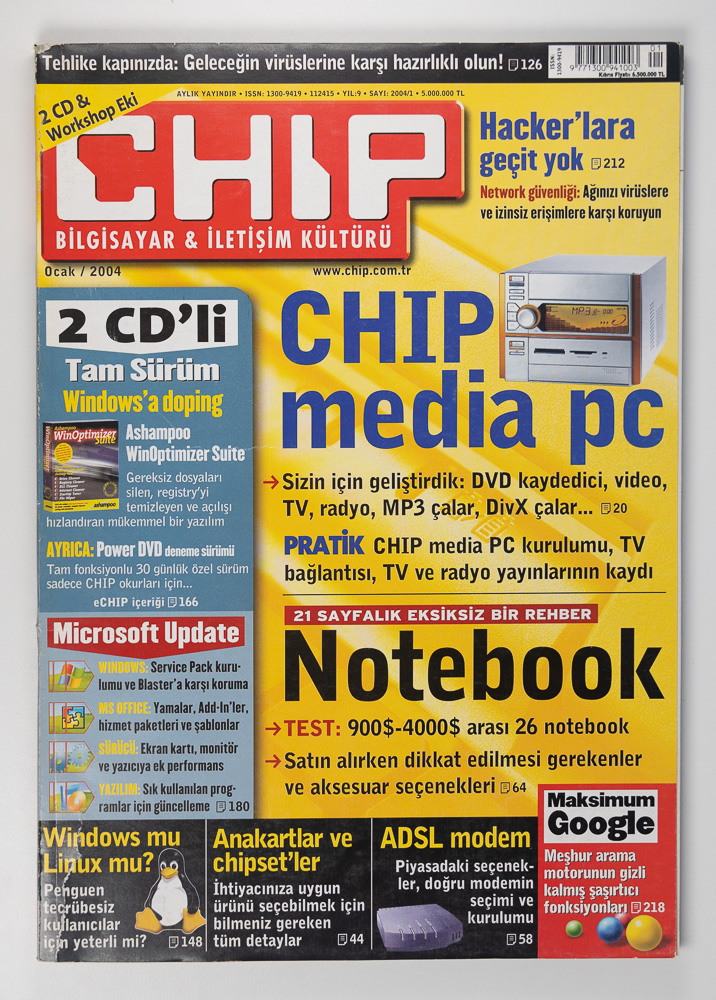 Tehlike kapınızda: Geleceğin virüslerine karşı hazırlıklı olun! 126
ISSN: 1300-9419
9 771300 941003
01
Kıbrıs Fiyatı: 6.500.000 TL
2 CD &
Workshop Eki
AYLIK YAYINDIR • ISSN: 1300-9419 • 112415 • YIL:9 • SAYI: 2004/1 • 5.000.000 TL
CHIP
BİLGİSAYAR & İLETİŞİM KÜLTÜRÜ
Ocak / 2004
www.chip.com.tr
Hacker'lara
geçit yok 212
Network güvenliği: Ağınızı virüslere
ve izinsiz erişimlere karşı koruyun
2 CD'li
Tam Sürüm
Windows'a doping
Ashampoo
WinOptimizer
Suite
ashampoo
Ashampoo
WinOptimizer Suite
Gereksiz dosyaları
silen, registry'yi
temizleyen ve açılışı
hızlandıran mükemmel bir yazılım
AYRICA: Power DVD deneme sürümü
Tam fonksiyonlu 30 günlük özel sürüm
sadece CHIP okurları için...
eCHIP içeriği 166
Microsoft Update
WINDOWS: Service Pack kuru-
lumu ve Blaster'a karşı koruma
MS OFFICE: Yamalar, Add-In'ler,
hizmet paketleri ve şablonlar
SÜRÜCÜ: Ekran kartı, monitör
ve yazıcıya ek performans
YAZILIM: Sık kullanılan prog-
ramlar için güncelleme 180
MP3
CHIP
media pc
→ Sizin için geliştirdik: DVD kaydedici, video,
TV, radyo, MP3 çalar, DivX çalar... 20
PRATİK CHIP media PC kurulumu, TV
bağlantısı, TV ve radyo yayınlarının kaydı
21 SAYFALIK EKSİKSİZ BİR REHBER
Notebook
→ TEST: 900$-4000$ arası 26 notebook
→ Satın alırken dikkat edilmesi gerekenler
ve aksesuar seçenekleri 64
Windows mu
Linux mu?
Penguen
tecrübesiz
kullanıcılar
için yeterli mi? 148
Anakartlar ve
chipset'ler
İhtiyacınıza uygun
ürünü seçebilmek için
bilmeniz gereken
tüm detaylar 44
ADSL modem
Piyasadaki seçenek-
ler, doğru modemin
seçimi ve
kurulumu
58
Maksimum
Google
Meşhur arama
motorunun gizli
kalmış şaşırtıcı
fonksiyonları 218